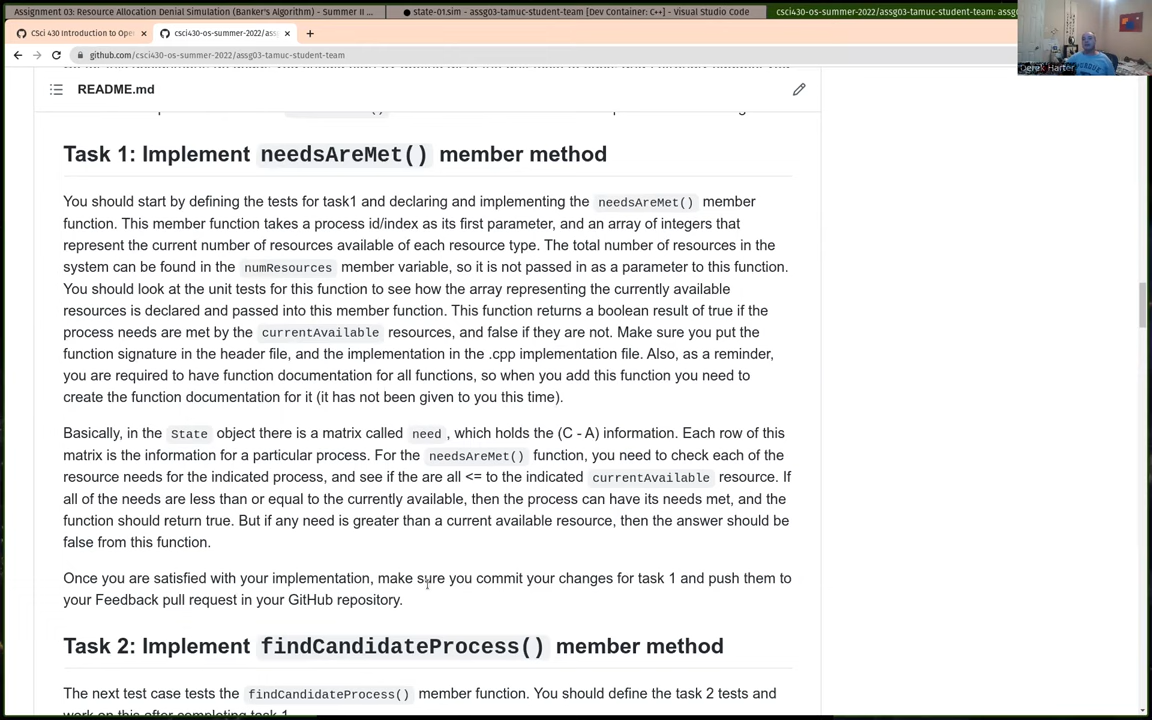 Assignment 03: Resource Allocation Denial Simulation (Banker's Algorithm) - Summer II ...
● state-01.sim - assg03-tamuc-student-team [Dev Container: C++] - Visual Studio Code
csci430-os-summer-2022/assg03-tamuc-student-team: assg
CSci 430 Introduction to Ope
csci430-os-summer-2022/ass
github.com/csci430-os-summer-2022/assg03-tamuc-student-team
Derek Harter
README.md
Task 1: Implement needsAreMet() member method
You should start by defining the tests for task1 and declaring and implementing the needsAreMet() member
function. This member function takes a process id/index as its first parameter, and an array of integers that
represent the current number of resources available of each resource type. The total number of resources in the
system can be found in the numResources member variable, so it is not passed in as a parameter to this function.
You should look at the unit tests for this function to see how the array representing the currently available
resources is declared and passed into this member function. This function returns a boolean result of true if the
process needs are met by the currentAvailable resources, and false if they are not. Make sure you put the
function signature in the header file, and the implementation in the .cpp implementation file. Also, as a reminder,
you are required to have function documentation for all functions, so when you add this function you need to
create the function documentation for it (it has not been given to you this time).
Basically, in the State object there is a matrix called need, which holds the (C - A) information. Each row of this
matrix is the information for a particular process. For the needsAreMet() function, you need to check each of the
resource needs for the indicated process, and see if the are all <= to the indicated currentAvailable resource. If
all of the needs are less than or equal to the currently available, then the process can have its needs met, and the
function should return true. But if any need is greater than a current available resource, then the answer should be
false from this function.
Once you are satisfied with your implementation, make sure you commit your changes for task 1 and push them to
your Feedback pull request in your GitHub repository.
Task 2: Implement findCandidateProcess() member method
The next test case tests the findCandidateProcess() member function. You should define the task 2 tests and
work on this after completing task 1.